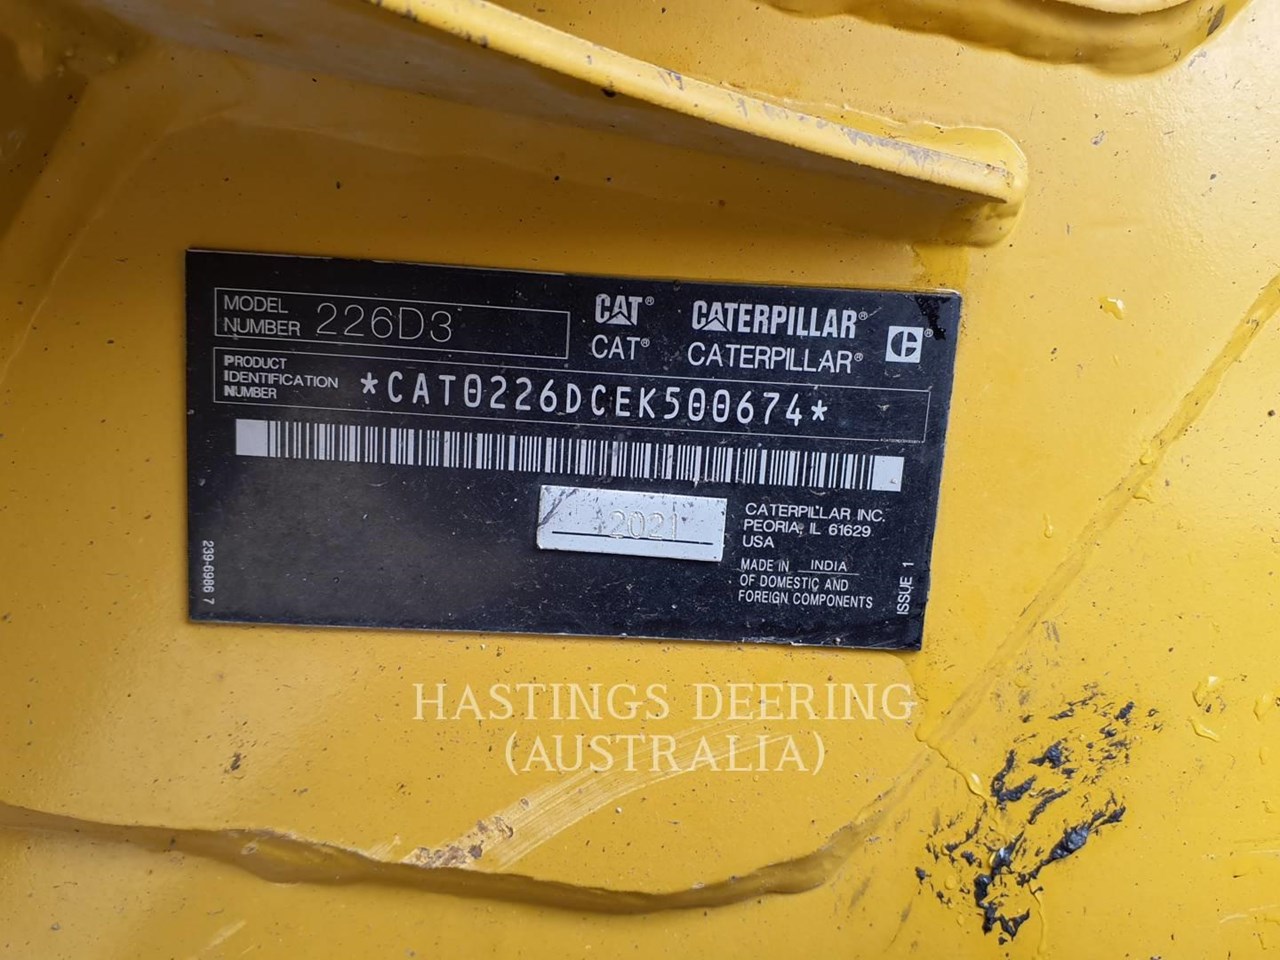 MODEL
NUMBER 226D3
CAT® CATERPILLAR®
CAT® CATERPILLAR®
PRODUCT
IDENTIFICATION
NUMBER
*CAT0226DCEK500674*
2021
CATERPILLAR INC.
PEORIA, IL 61629
USA
MADE IN INDIA
OF DOMESTIC AND
FOREIGN COMPONENTS
239-6986 7
ISSUE 1
HASTINGS DEERING
(AUSTRALIA)